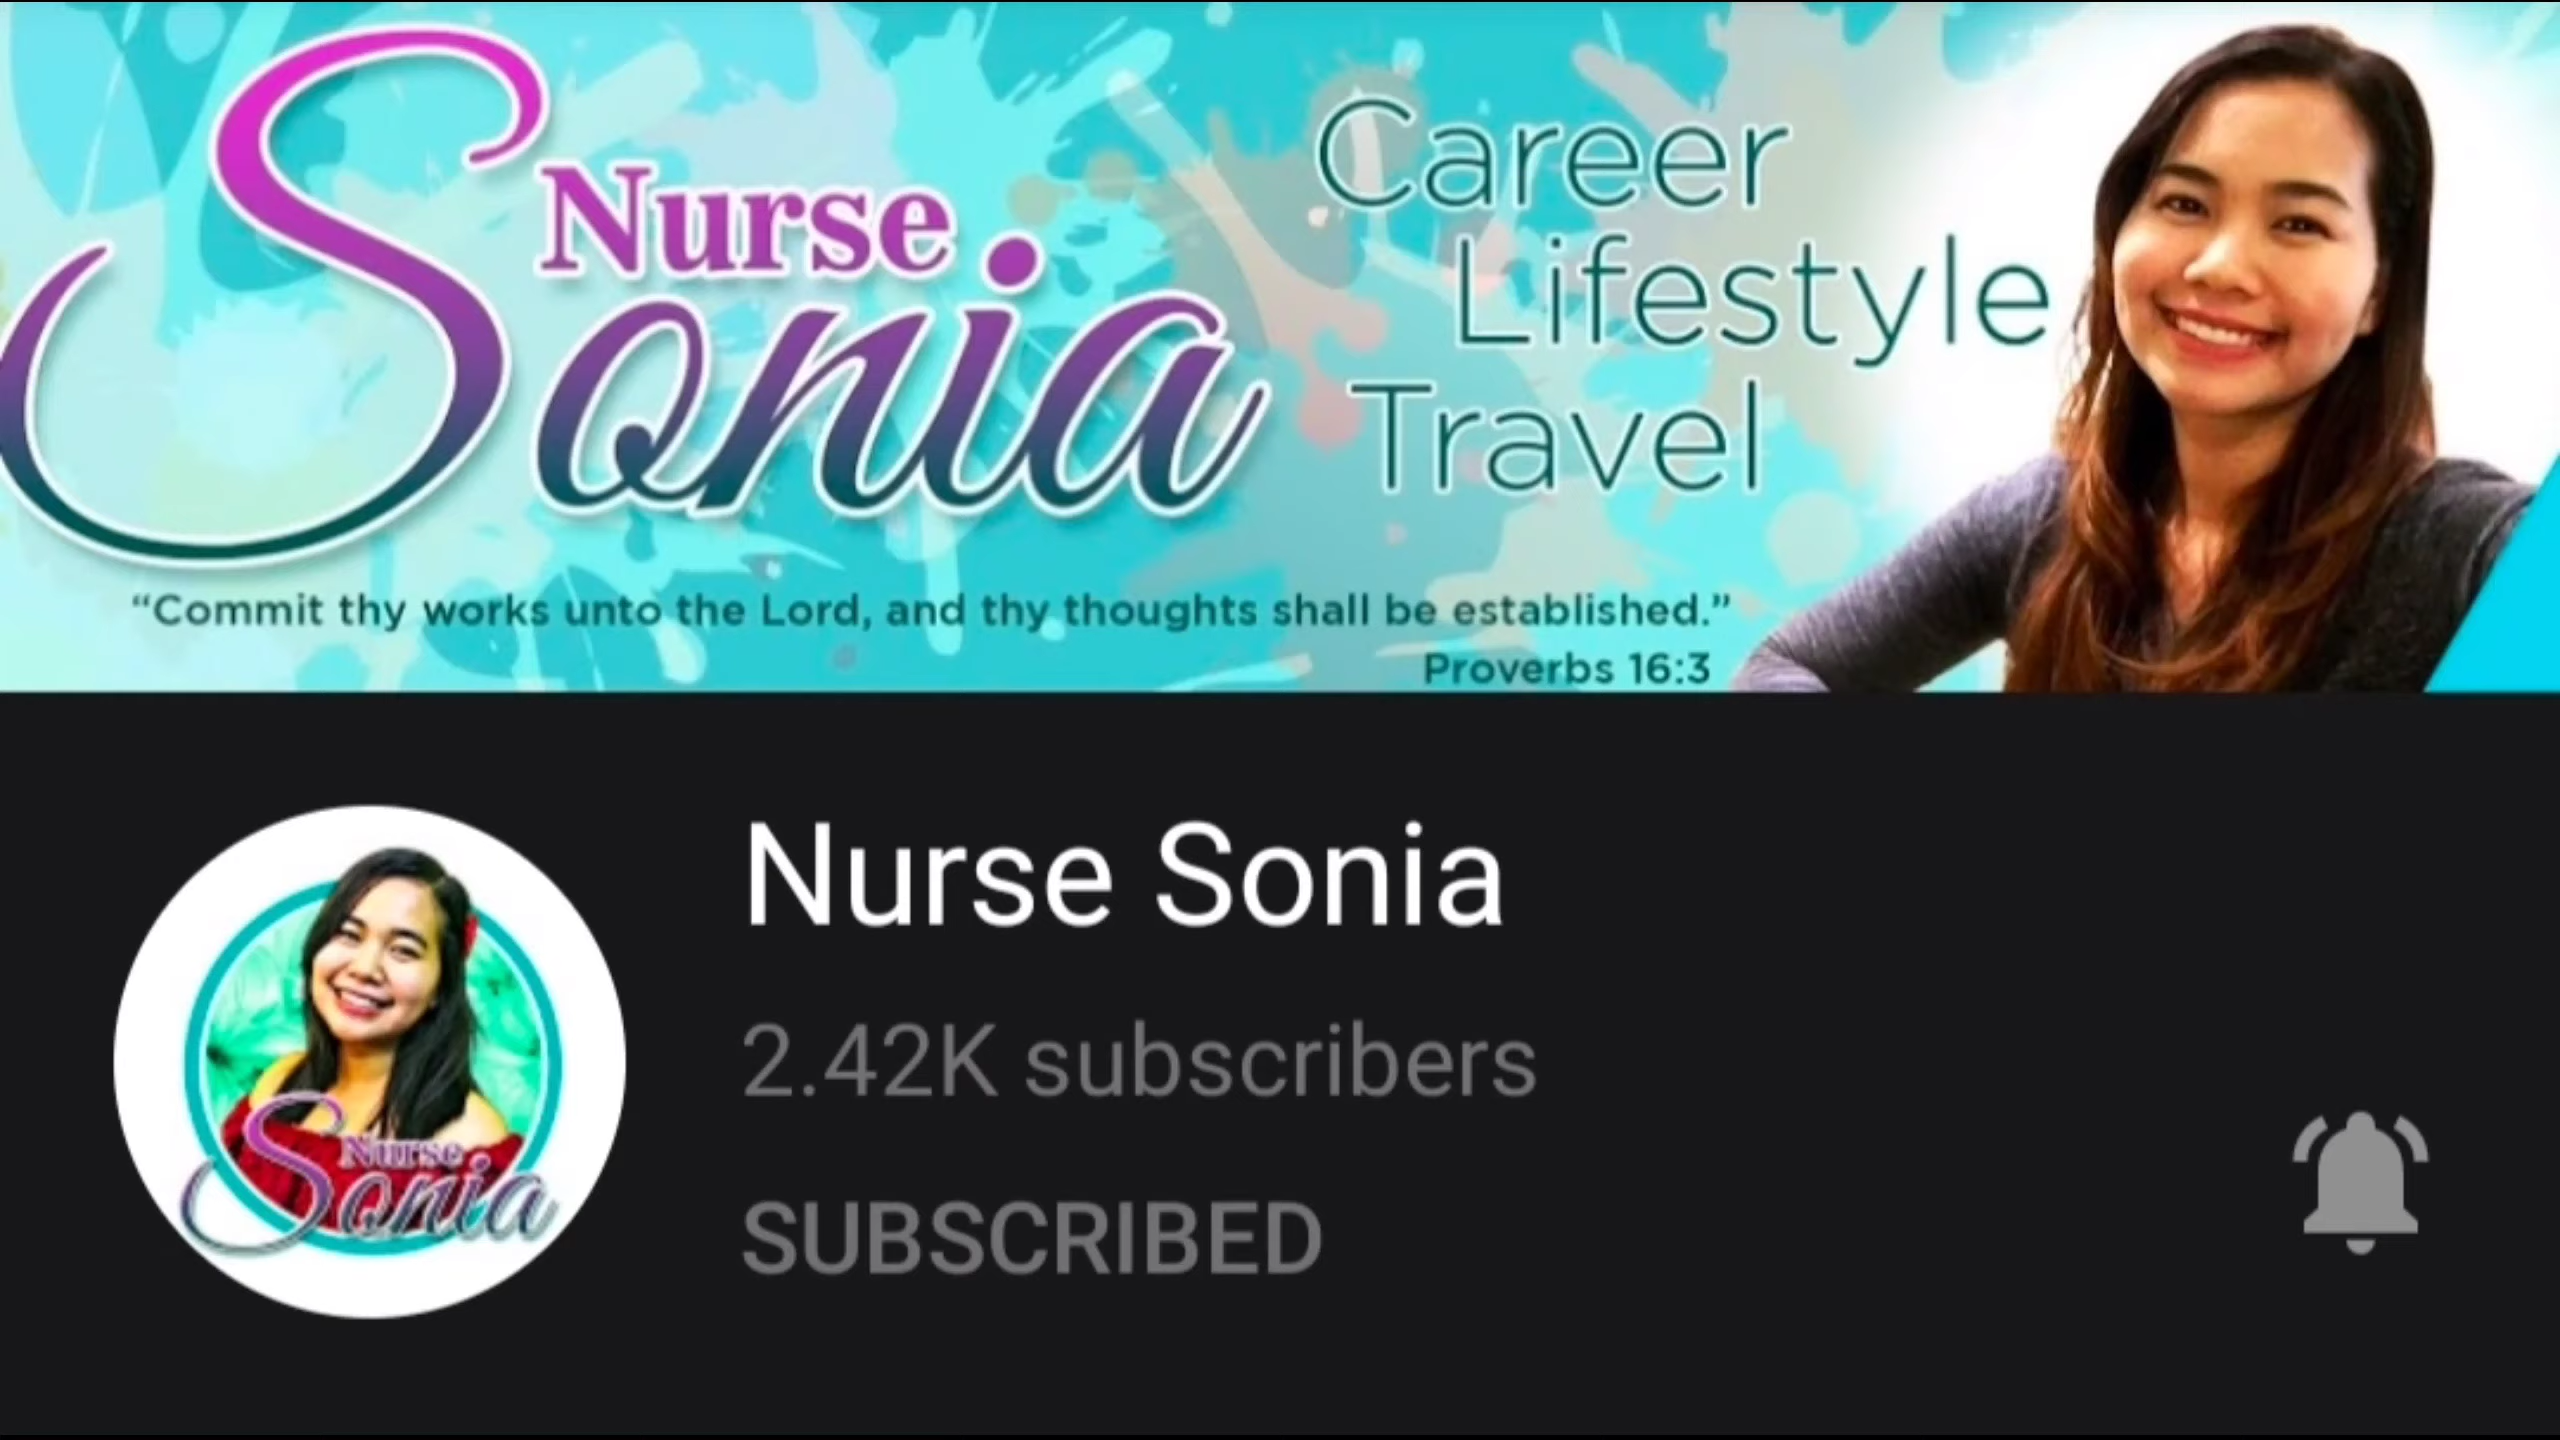 Nurse
Sonia
Career
Lifestyle
Travel
“Commit thy works unto the Lord, and thy thoughts shall be established.”
Proverbs 16:3
Nurse Sonia
2.42K subscribers
SUBSCRIBED
Nurse
Sonia